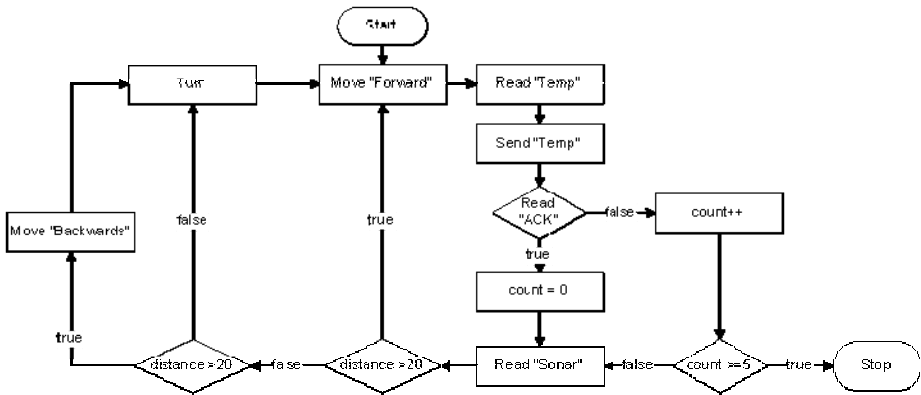 Start
Turn
Move "Forward"
Read "Temp"
Send "Temp"
Read
"ACK"
false
count++
false
true
true
Move "Backwards"
count = 0
true
distance >20
false
distance >20
Read "Sonar"
false
count >=5
true
Stop